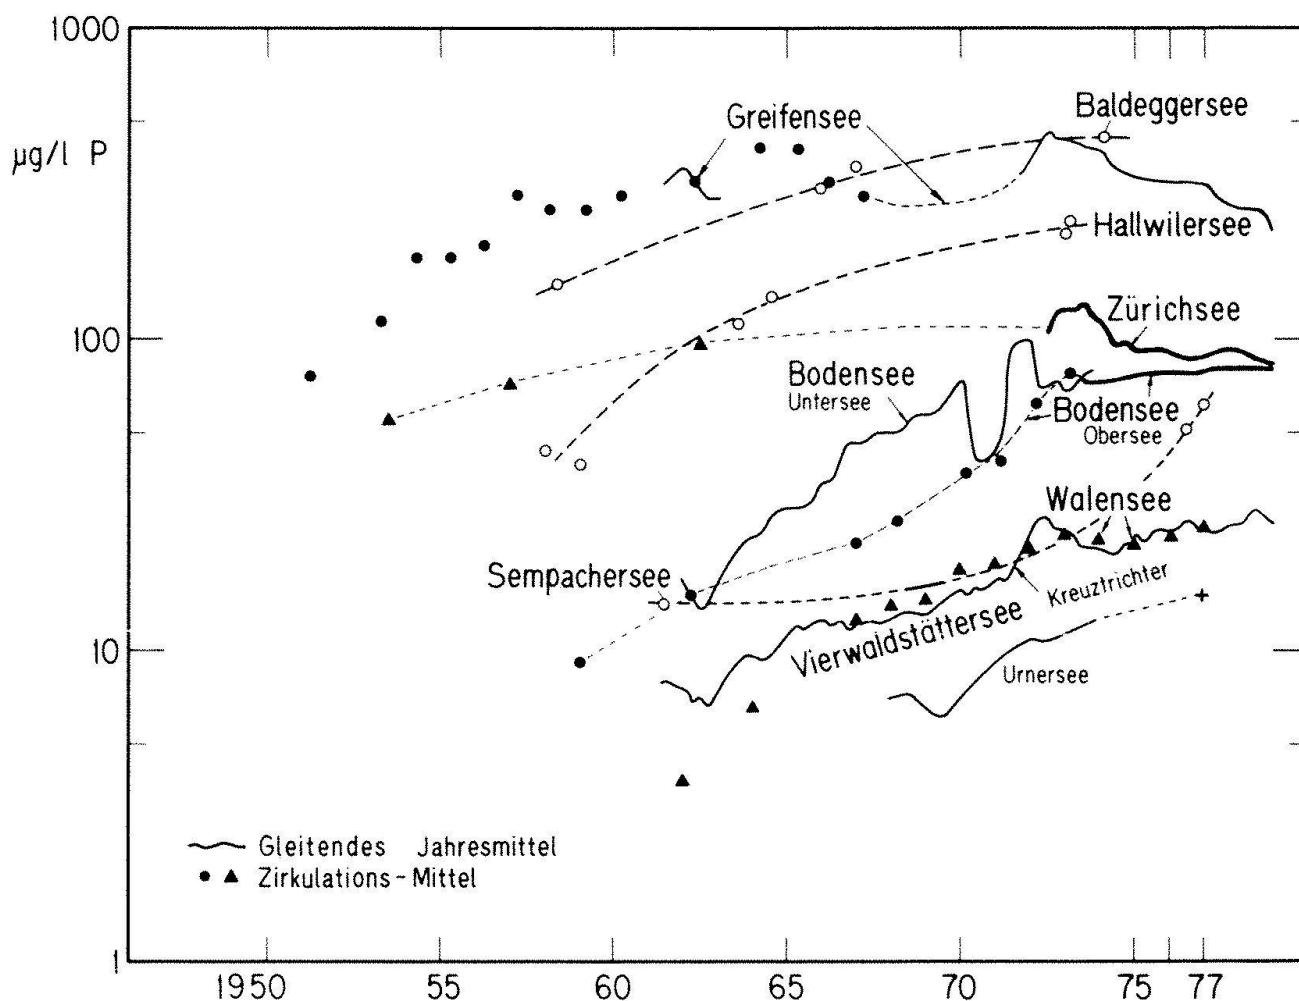 1000
µg/l P
Greifensee
Baldeggersee
Hallwilersee
100
Zürichsee
Bodensee
Untersee
Bodensee
Obersee
Walensee
Sempachersee
Kreuztrichter
Vierwaldstättersee
10
Urnersee
Gleitendes Jahresmittel
Zirkulations-Mittel
1
1950 55 60 65 70 75 77